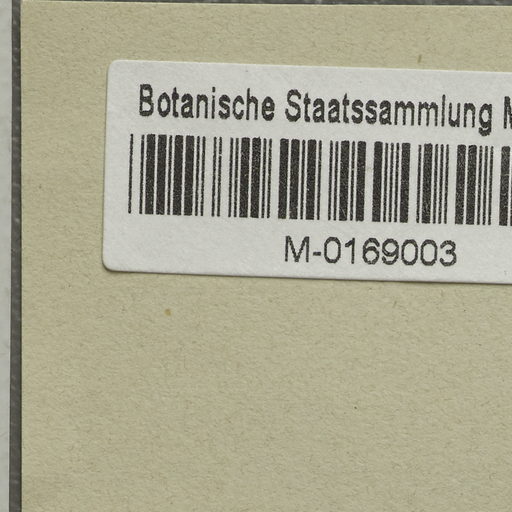 Botanische Staatssammlung
M-0169003